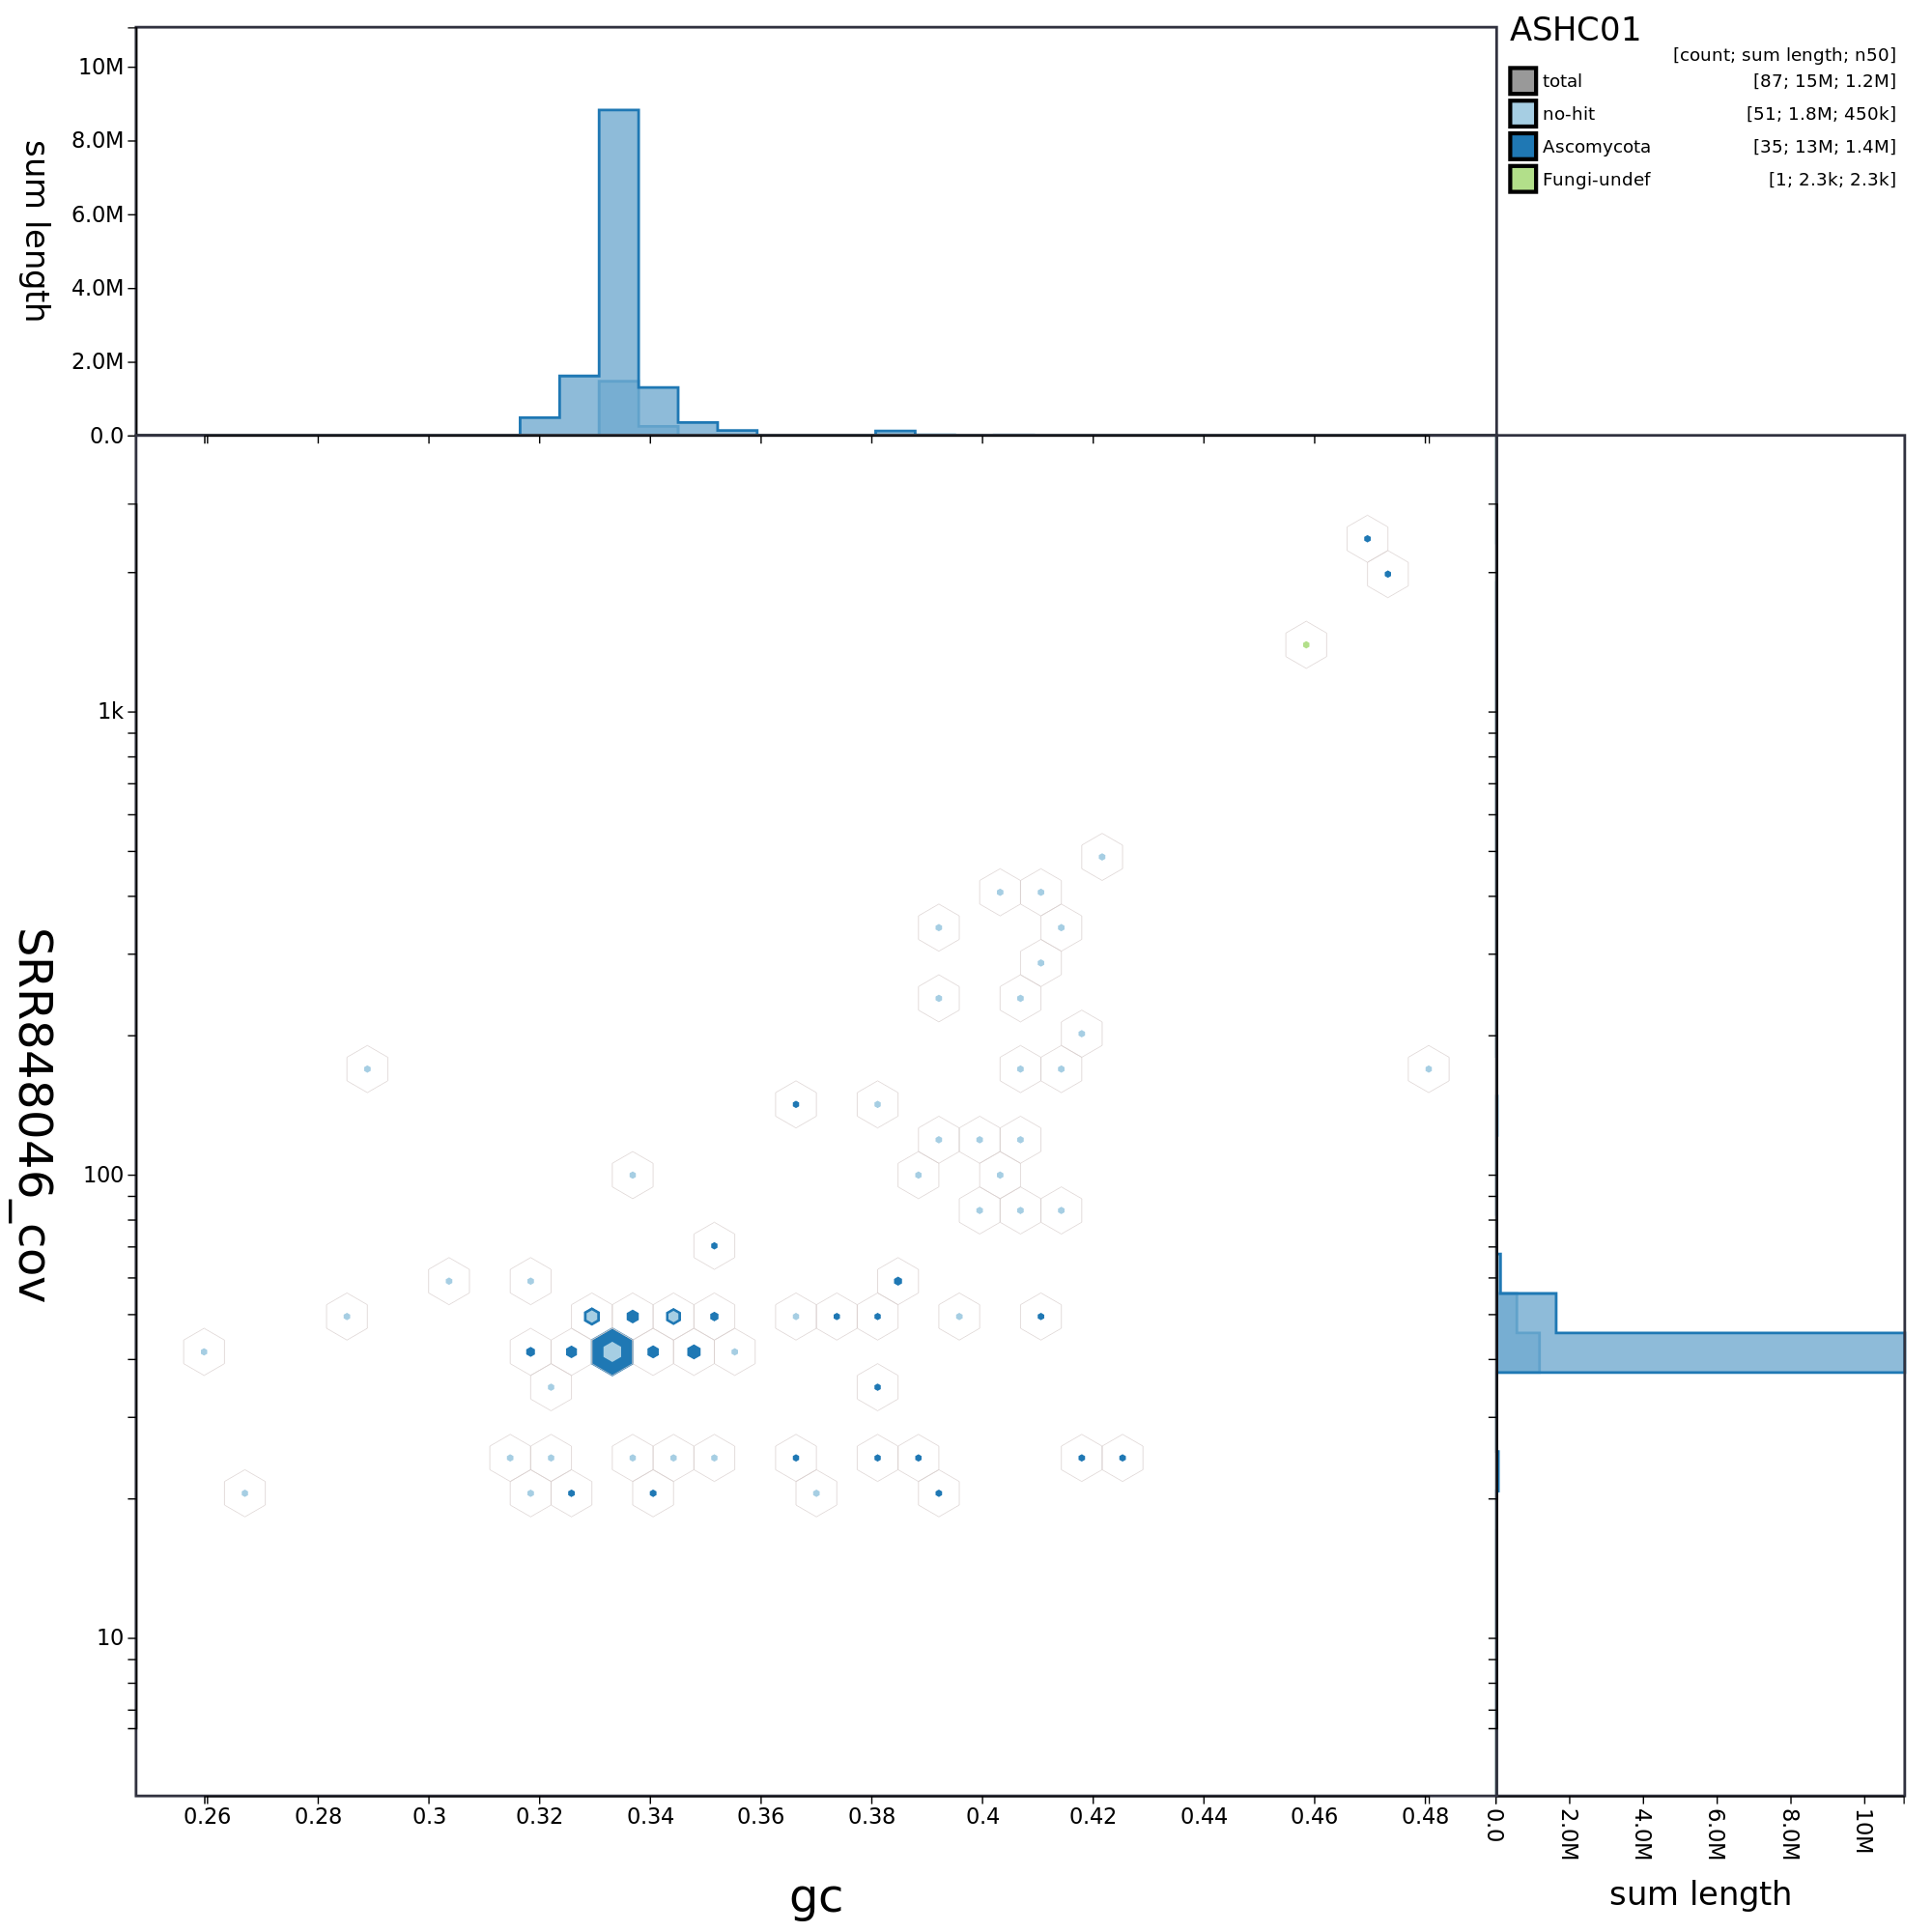 ASHC01
[count; sum length; n50]
total [87; 15M; 1.2M]
no-hit [51; 1.8M; 450k]
Ascomycota [35; 13M; 1.4M]
Fungi-undef [1; 2.3k; 2.3k]
sum length
10M
8.0M
6.0M
4.0M
2.0M
0.0
SRR848046_cov
1k
100
10
0.26 0.28 0.3 0.32 0.34 0.36 0.38 0.4 0.42 0.44 0.46 0.48
gc
0.0 2.0M 4.0M 6.0M 8.0M 10M
sum length